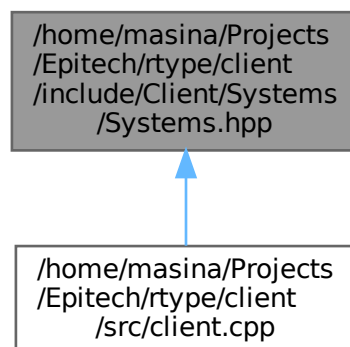 /home/masina/Projects
/Epitech/rtype/client
/include/Client/Systems
/Systems.hpp
/home/masina/Projects
/Epitech/rtype/client
/src/client.cpp